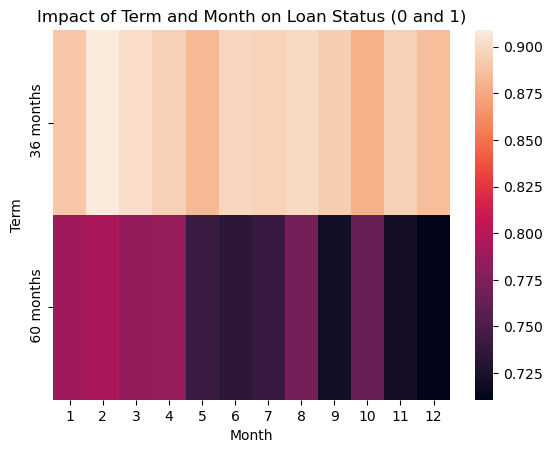 Impact of Term and Month on Loan Status (0 and 1)
36 months
60 months
Term
1 2 3 4 5 6 7 8 9 10 11 12
Month
0.900
0.875
0.850
0.825
0.800
0.775
0.750
0.725